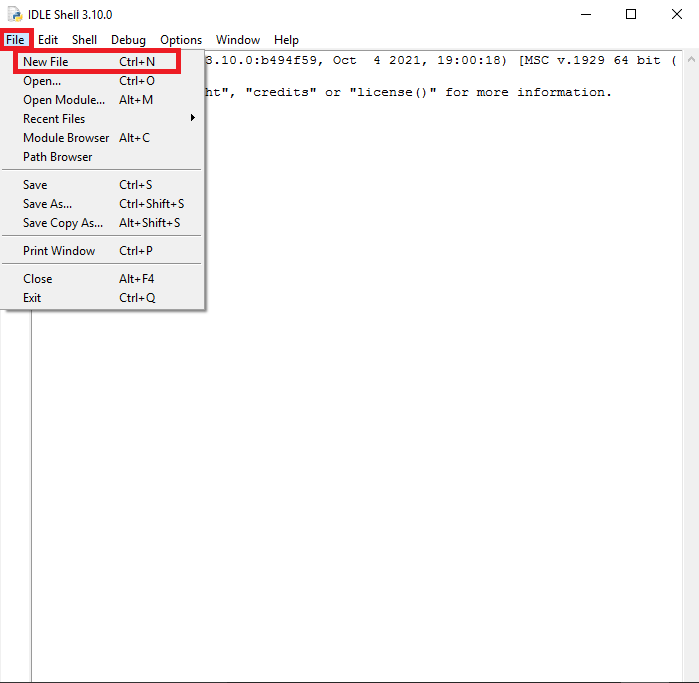 IDLE Shell 3.10.0
File Edit Shell Debug Options Window Help
New File Ctrl+N
3.10.0:b494f59, Oct  4 2021, 19:00:18) [MSC v.1929 64 bit (
Open... Ctrl+O
ht", "credits" or "license()" for more information.
Open Module... Alt+M
Recent Files
Module Browser Alt+C
Path Browser
Save Ctrl+S
Save As... Ctrl+Shift+S
Save Copy As... Alt+Shift+S
Print Window Ctrl+P
Close Alt+F4
Exit Ctrl+Q